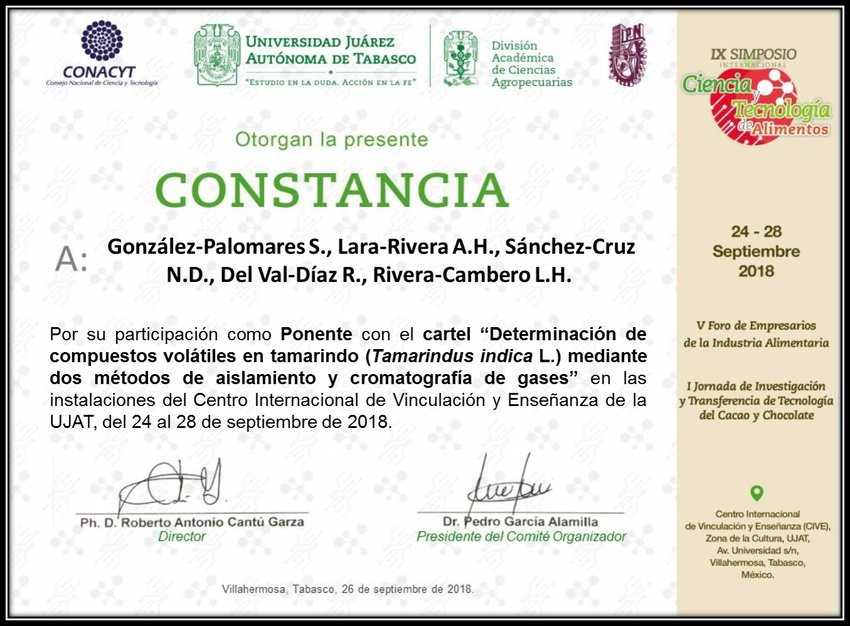 CONACYT
Consejo Nacional de Ciencia y Tecnología
UNIVERSIDAD JUÁREZ
AUTÓNOMA DE TABASCO
“ESTUDIO EN LA DUDA. ACCIÓN EN LA FE”
División
Académica
de Ciencias
Agropecuarias
IPN
IX SIMPOSIO
INTERNACIONAL
Ciencia y
Tecnología
de Alimentos
Otorgan la presente
CONSTANCIA
A:
González-Palomares S., Lara-Rivera A.H., Sánchez-Cruz
N.D., Del Val-Díaz R., Rivera-Cambero L.H.
Por su participación como Ponente con el cartel “Determinación de
compuestos volátiles en tamarindo (Tamarindus indica L.) mediante
dos métodos de aislamiento y cromatografía de gases” en las
instalaciones del Centro Internacional de Vinculación y Enseñanza de la
UJAT, del 24 al 28 de septiembre de 2018.
Ph. D. Roberto Antonio Cantú Garza
Director
Dr. Pedro García Alamilla
Presidente del Comité Organizador
Villahermosa, Tabasco, 26 de septiembre de 2018.
24 - 28
Septiembre
2018
V Foro de Empresarios
de la Industria Alimentaria
I Jornada de Investigación
y Transferencia de Tecnología
del Cacao y Chocolate
Centro Internacional
de Vinculación y Enseñanza (CIVE),
Zona de la Cultura, UJAT,
Av. Universidad s/n,
Villahermosa, Tabasco,
México.